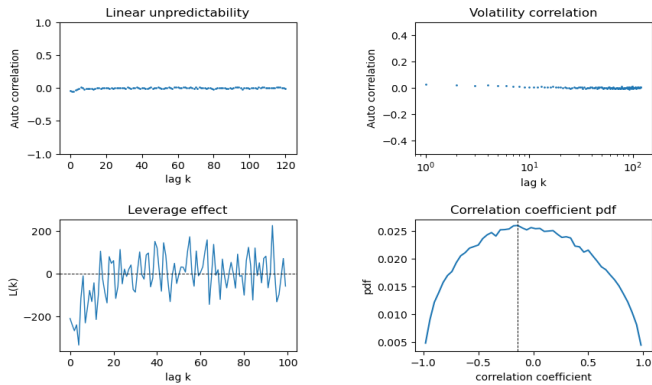 Linear unpredictability
Auto correlation
1.0
0.5
0.0
-0.5
-1.0
0 20 40 60 80 100 120
lag k
Volatility correlation
Auto correlation
0.4
0.2
0.0
-0.2
-0.4
10⁰ 10¹ 10²
lag k
Leverage effect
L(k)
200
0
-200
0 20 40 60 80 100
lag k
Correlation coefficient pdf
pdf
0.025
0.020
0.015
0.010
0.005
-1.0 -0.5 0.0 0.5 1.0
correlation coefficient